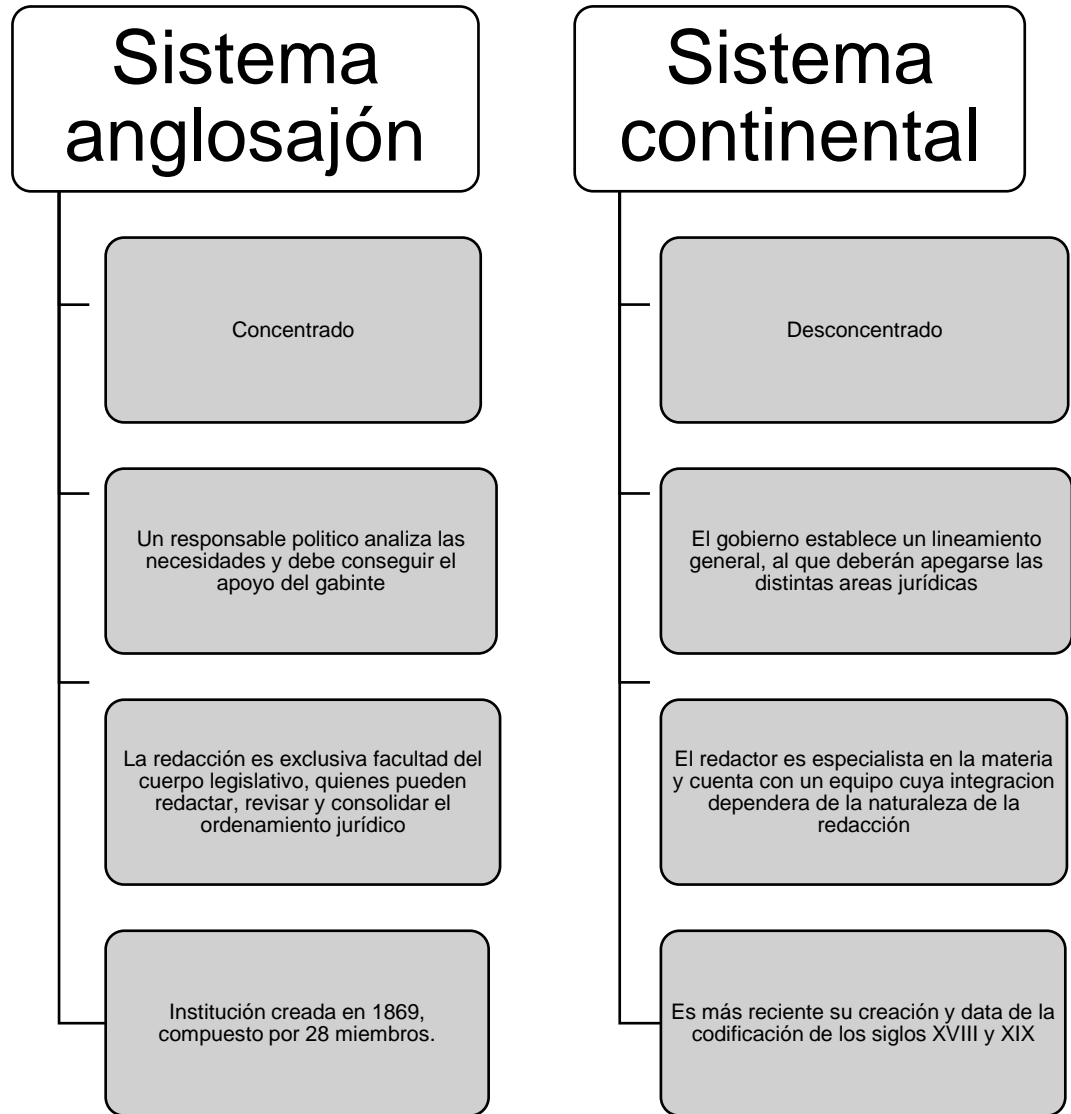 Sistema
anglosajón
Concentrado
Un responsable politico analiza las
necesidades y debe conseguir el
apoyo del gabinte
La redacción es exclusiva facultad del
cuerpo legislativo, quienes pueden
redactar, revisar y consolidar el
ordenamiento jurídico
Institución creada en 1869,
compuesto por 28 miembros.
Sistema
continental
Desconcentrado
El gobierno establece un lineamiento
general, al que deberán apegarse las
distintas areas jurídicas
El redactor es especialista en la materia
y cuenta con un equipo cuya integracion
dependera de la naturaleza de la
redacción
Es más reciente su creación y data de la
codificación de los siglos XVIII y XIX